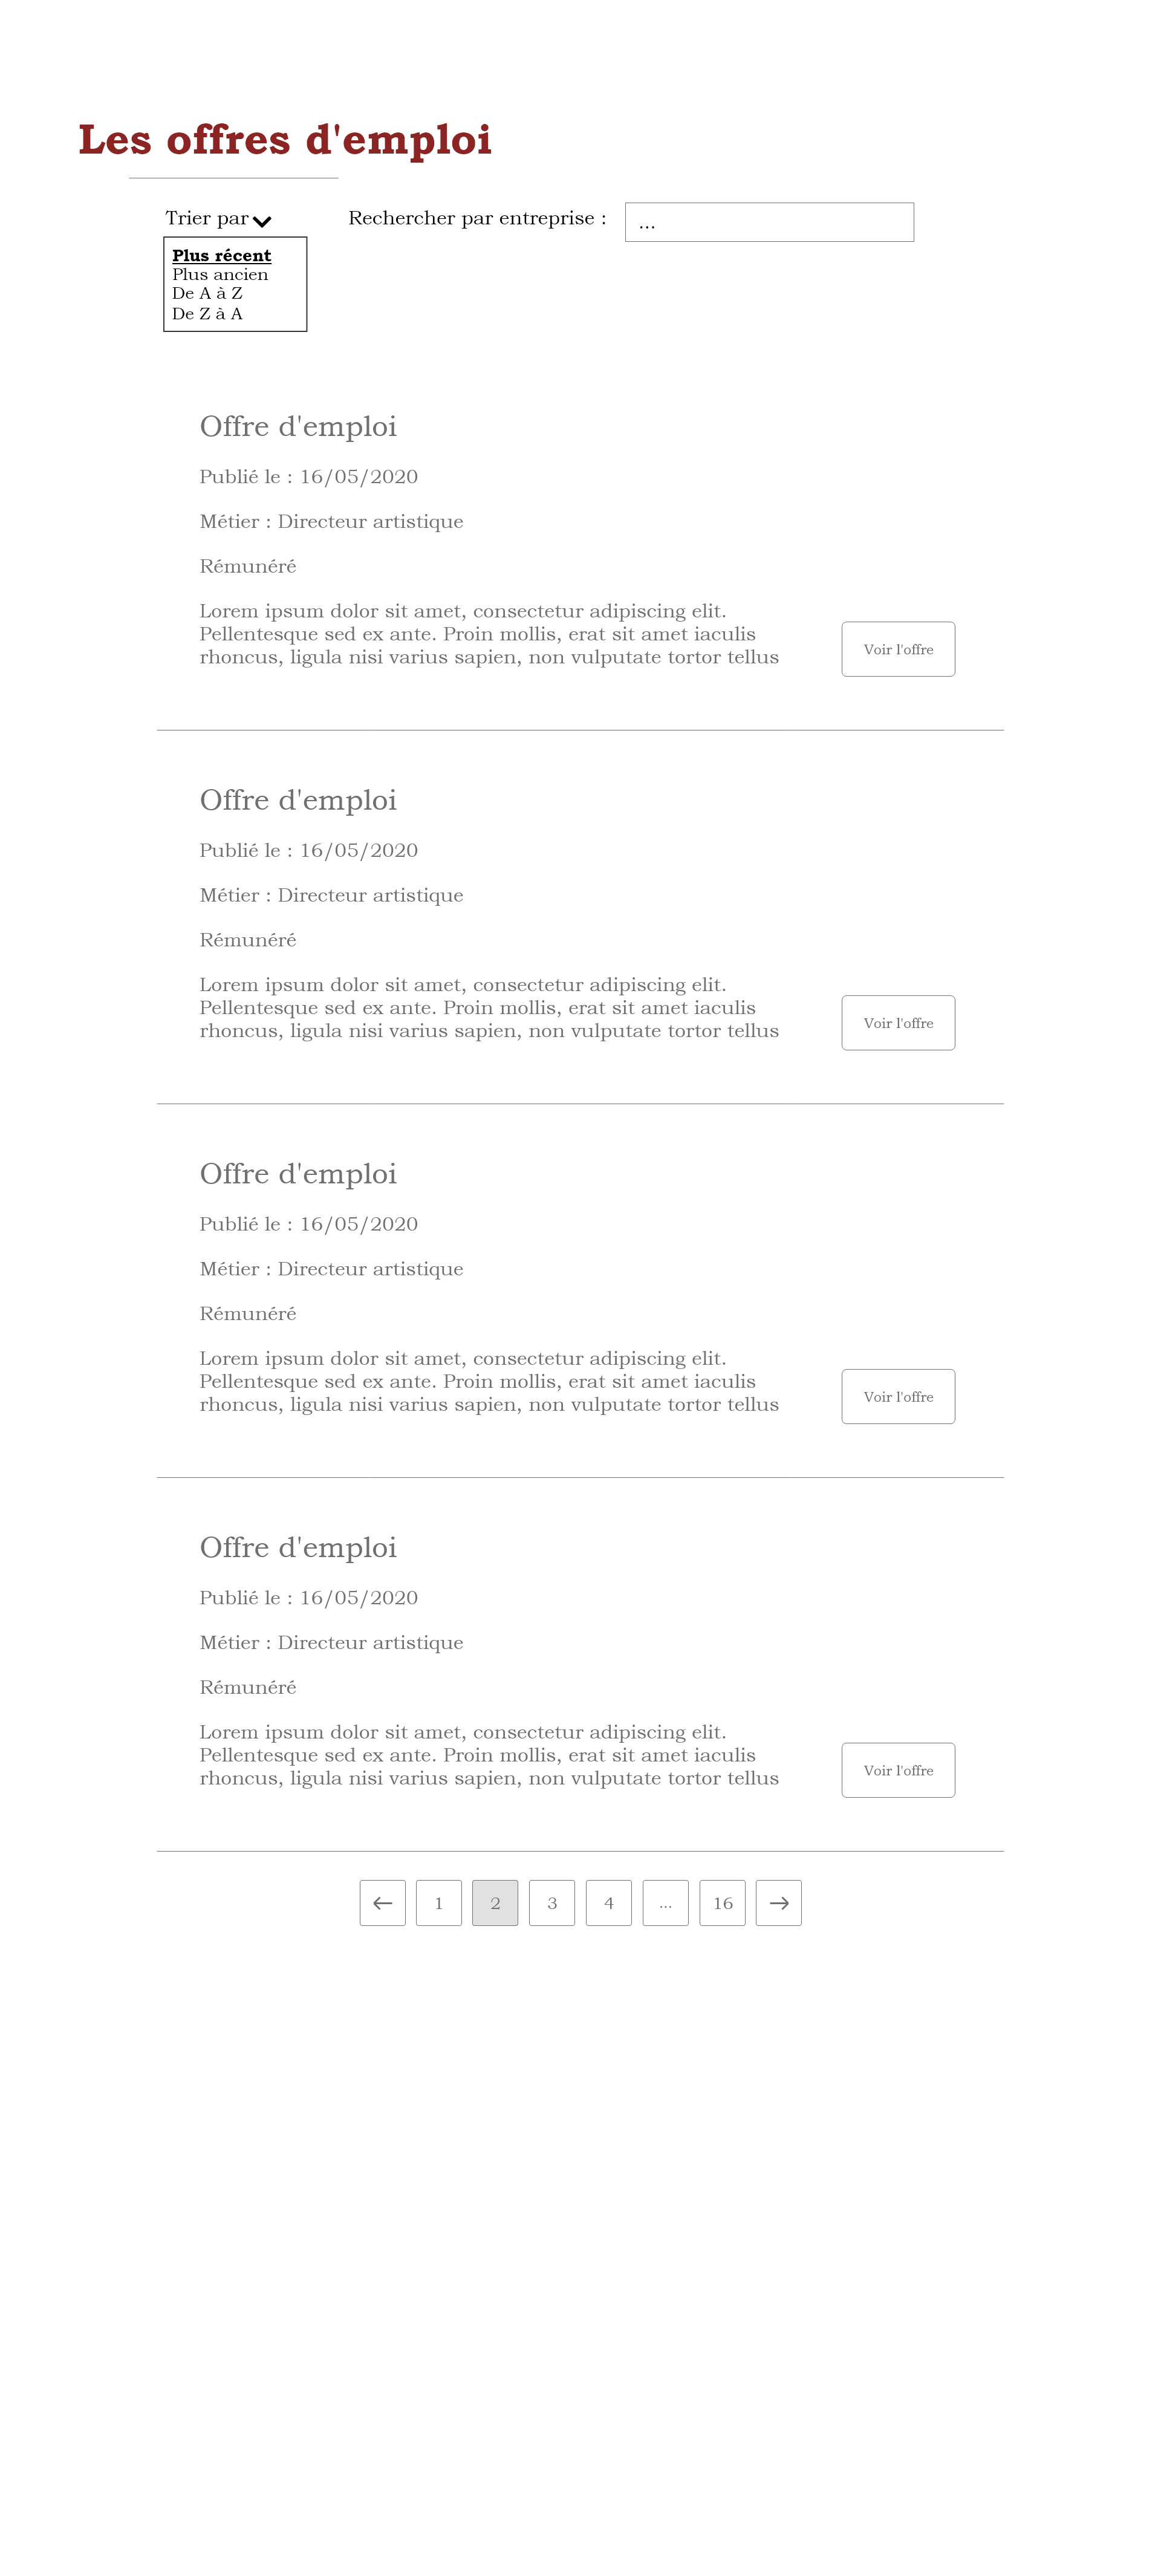 Les offres d'emploi
Trier par
Rechercher par entreprise :
...
Plus récent
Plus ancien
De A à Z
De Z à A
Offre d'emploi
Publié le : 16/05/2020
Métier : Directeur artistique
Rémunéré
Lorem ipsum dolor sit amet, consectetur adipiscing elit.
Pellentesque sed ex ante. Proin mollis, erat sit amet iaculis
rhoncus, ligula nisi varius sapien, non vulputate tortor tellus
Voir l'offre
Offre d'emploi
Publié le : 16/05/2020
Métier : Directeur artistique
Rémunéré
Lorem ipsum dolor sit amet, consectetur adipiscing elit.
Pellentesque sed ex ante. Proin mollis, erat sit amet iaculis
rhoncus, ligula nisi varius sapien, non vulputate tortor tellus
Voir l'offre
Offre d'emploi
Publié le : 16/05/2020
Métier : Directeur artistique
Rémunéré
Lorem ipsum dolor sit amet, consectetur adipiscing elit.
Pellentesque sed ex ante. Proin mollis, erat sit amet iaculis
rhoncus, ligula nisi varius sapien, non vulputate tortor tellus
Voir l'offre
Offre d'emploi
Publié le : 16/05/2020
Métier : Directeur artistique
Rémunéré
Lorem ipsum dolor sit amet, consectetur adipiscing elit.
Pellentesque sed ex ante. Proin mollis, erat sit amet iaculis
rhoncus, ligula nisi varius sapien, non vulputate tortor tellus
Voir l'offre
← 1 2 3 4 ... 16 →